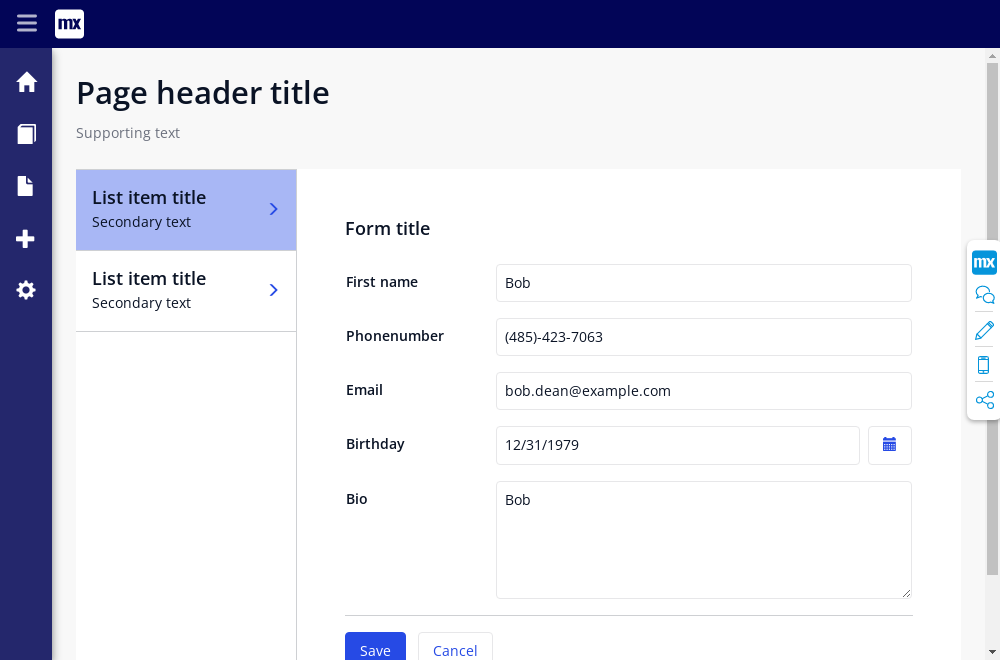 mx
Page header title
Supporting text
List item title
Secondary text
List item title
Secondary text
Form title
First name
Bob
Phonenumber
(485)-423-7063
Email
bob.dean@example.com
Birthday
12/31/1979
Bio
Bob
Save
Cancel
mx